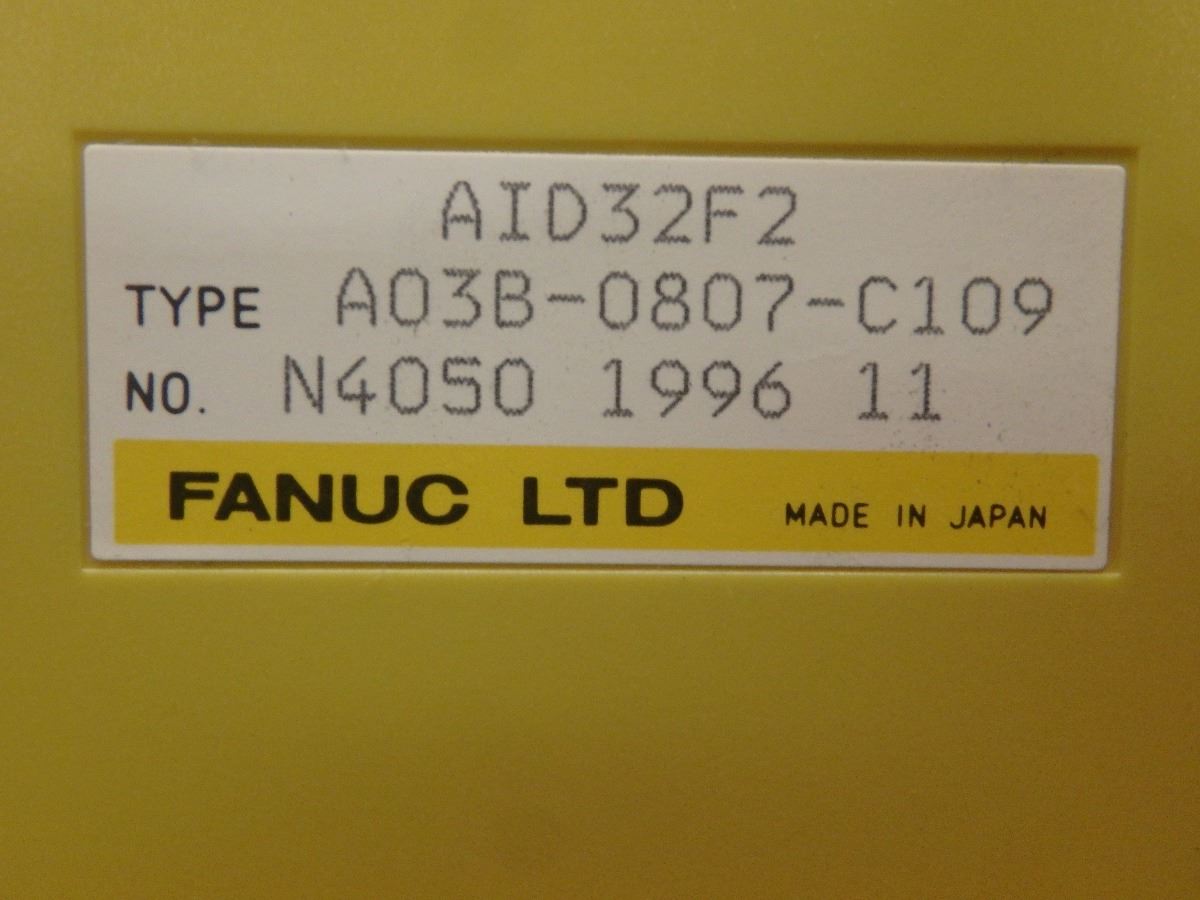 AID32F2
TYPE A03B-0807-C109
NO. N4050 1996 11
FANUC LTD MADE IN JAPAN